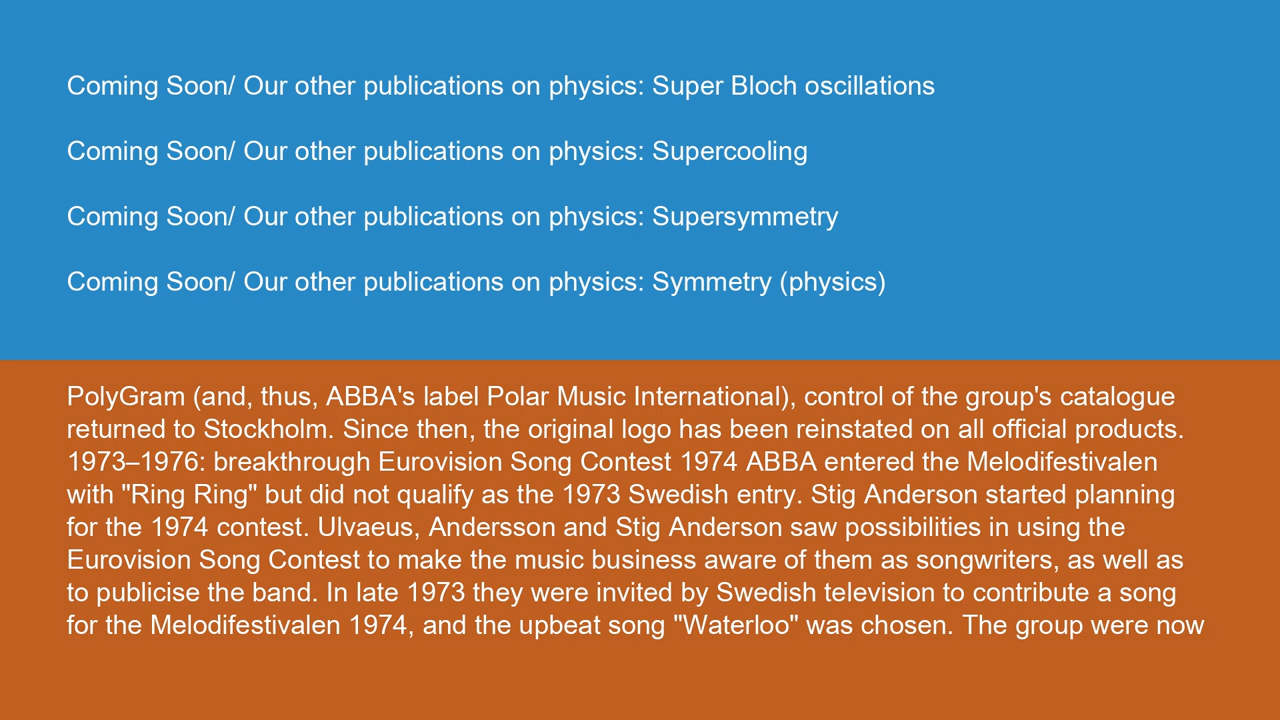 Coming Soon/ Our other publications on physics: Super Bloch oscillations
Coming Soon/ Our other publications on physics: Supercooling
Coming Soon/ Our other publications on physics: Supersymmetry
Coming Soon/ Our other publications on physics: Symmetry (physics)
PolyGram (and, thus, ABBA's label Polar Music International), control of the group's catalogue
returned to Stockholm. Since then, the original logo has been reinstated on all official products.
1973–1976: breakthrough Eurovision Song Contest 1974 ABBA entered the Melodifestivalen
with "Ring Ring" but did not qualify as the 1973 Swedish entry. Stig Anderson started planning
for the 1974 contest. Ulvaeus, Andersson and Stig Anderson saw possibilities in using the
Eurovision Song Contest to make the music business aware of them as songwriters, as well as
to publicise the band. In late 1973 they were invited by Swedish television to contribute a song
for the Melodifestivalen 1974, and the upbeat song "Waterloo" was chosen. The group were now